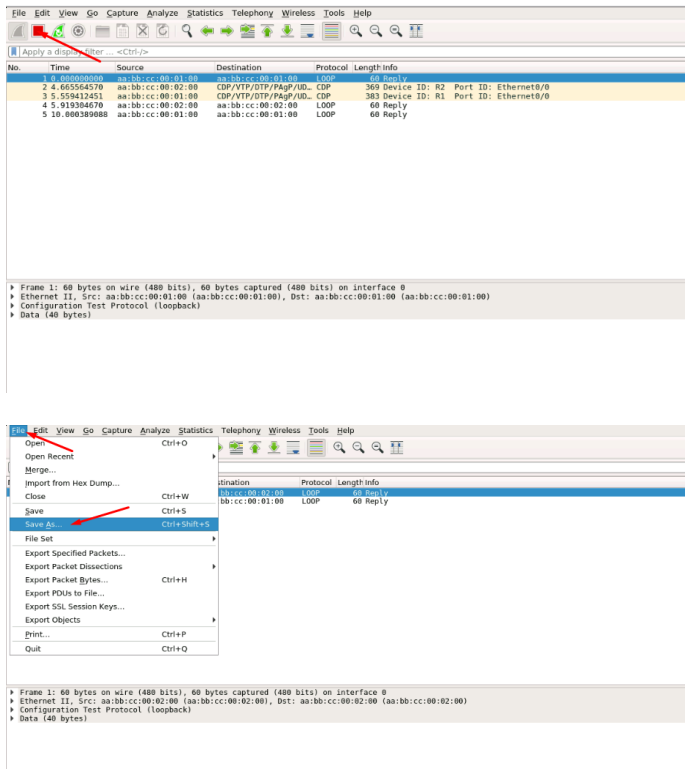 File Edit View Go Capture Analyze Statistics Telephony Wireless Tools Help
Apply a display filter ... <Ctrl-/>
No. Time Source Destination Protocol Length Info
1 0.000000000 aa:bb:cc:00:01:00 aa:bb:cc:00:01:00 LOOP 60 Reply
2 4.665564570 aa:bb:cc:00:02:00 CDP/VTP/DTP/PAgP/UD… CDP 369 Device ID: R2 Port ID: Ethernet0/0
3 5.559412451 aa:bb:cc:00:01:00 CDP/VTP/DTP/PAgP/UD… CDP 383 Device ID: R1 Port ID: Ethernet0/0
4 5.919304670 aa:bb:cc:00:02:00 aa:bb:cc:00:02:00 LOOP 60 Reply
5 10.000389088 aa:bb:cc:00:01:00 aa:bb:cc:00:01:00 LOOP 60 Reply
Frame 1: 60 bytes on wire (480 bits), 60 bytes captured (480 bits) on interface 0
Ethernet II, Src: aa:bb:cc:00:01:00 (aa:bb:cc:00:01:00), Dst: aa:bb:cc:00:01:00 (aa:bb:cc:00:01:00)
Configuration Test Protocol (loopback)
Data (40 bytes)
File Edit View Go Capture Analyze Statistics Telephony Wireless Tools Help
Open Ctrl+O
Open Recent
Merge...
Import from Hex Dump...
stination Protocol Length Info
Close Ctrl+W
bb:cc:00:02:00 LOOP 60 Reply
bb:cc:00:01:00 LOOP 60 Reply
Save Ctrl+S
Save As... Ctrl+Shift+S
File Set
Export Specified Packets...
Export Packet Dissections
Export Packet Bytes... Ctrl+H
Export PDUs to File...
Export SSL Session Keys...
Export Objects
Print... Ctrl+P
Quit Ctrl+Q
Frame 1: 60 bytes on wire (480 bits), 60 bytes captured (480 bits) on interface 0
Ethernet II, Src: aa:bb:cc:00:02:00 (aa:bb:cc:00:02:00), Dst: aa:bb:cc:00:02:00 (aa:bb:cc:00:02:00)
Configuration Test Protocol (loopback)
Data (40 bytes)